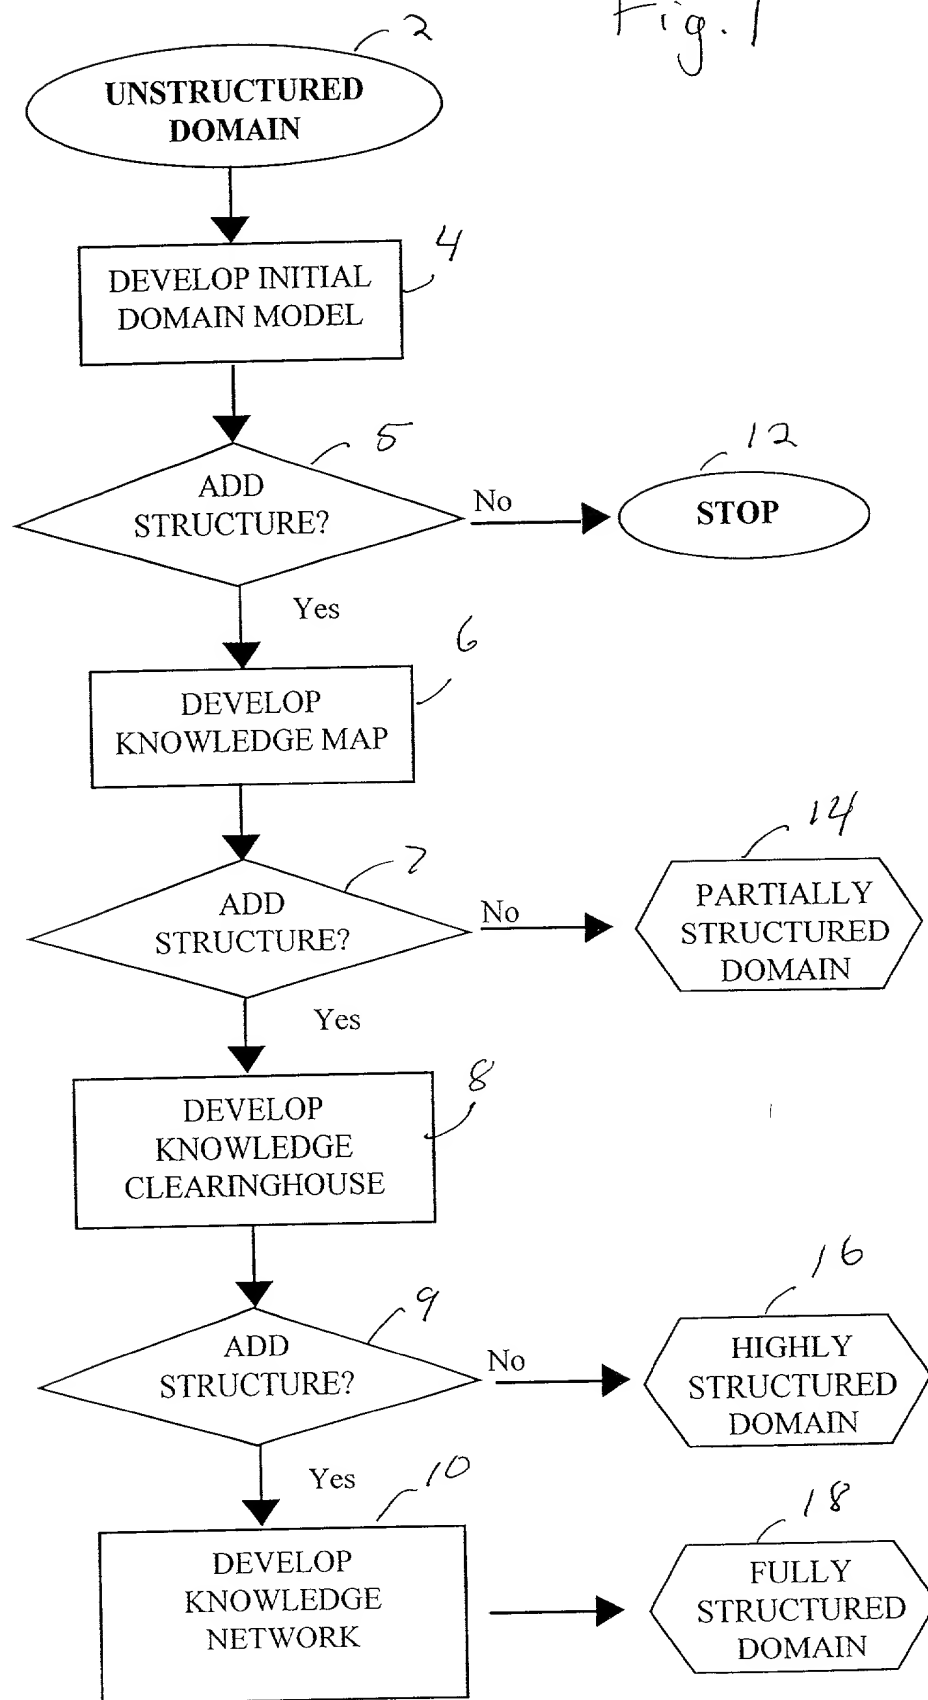 Fig. 1
2
UNSTRUCTURED
DOMAIN
4
DEVELOP INITIAL
DOMAIN MODEL
5
ADD
STRUCTURE?
No
12
STOP
Yes
6
DEVELOP
KNOWLEDGE MAP
7
ADD
STRUCTURE?
No
14
PARTIALLY
STRUCTURED
DOMAIN
Yes
8
DEVELOP
KNOWLEDGE
CLEARINGHOUSE
9
ADD
STRUCTURE?
No
16
HIGHLY
STRUCTURED
DOMAIN
Yes
10
DEVELOP
KNOWLEDGE
NETWORK
18
FULLY
STRUCTURED
DOMAIN